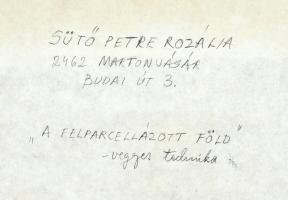 SÜTŐ PETRE ROZÁLIA
2462 MARTONVÁSÁR
BUDAI ÚT 3.
„A FELPARCELLÁZOTT FÖLD"
- vegyes technika -